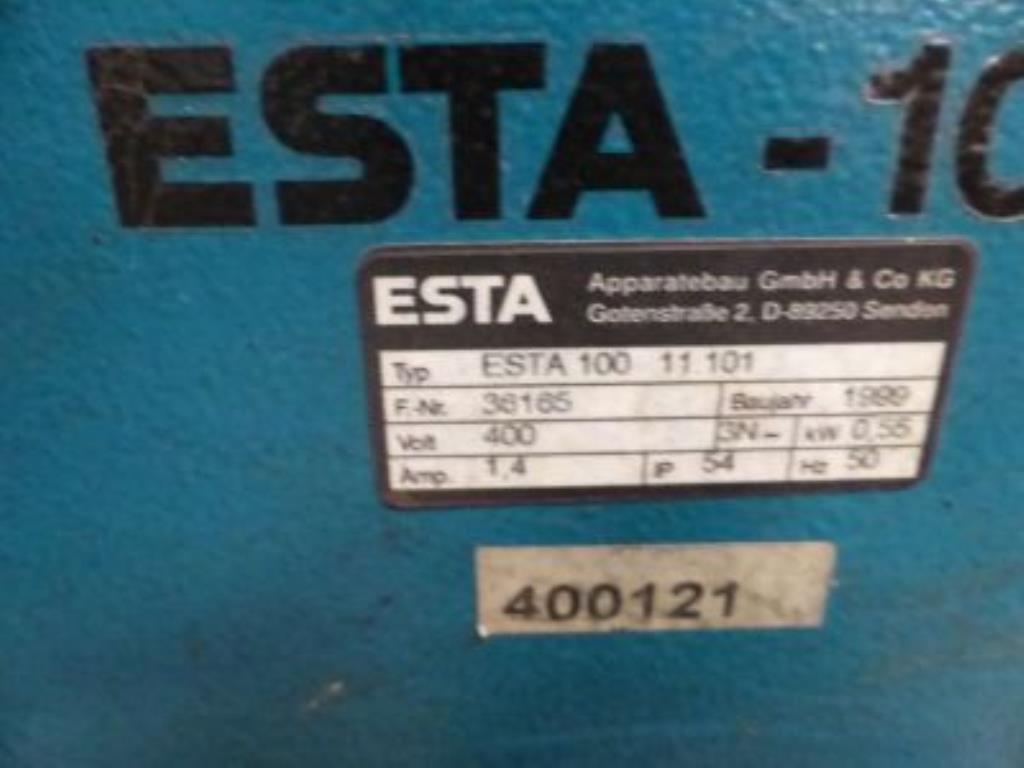 ESTA - 10
ESTA Apparatebau GmbH & Co KG
Gotenstraße 2, D-89250 Senden
Typ ESTA 100 11.101
F.-Nr. 36165 Baujahr 1999
Volt 400 3N~ kW 0,55
Amp. 1,4 IP 54 Hz 50
400121